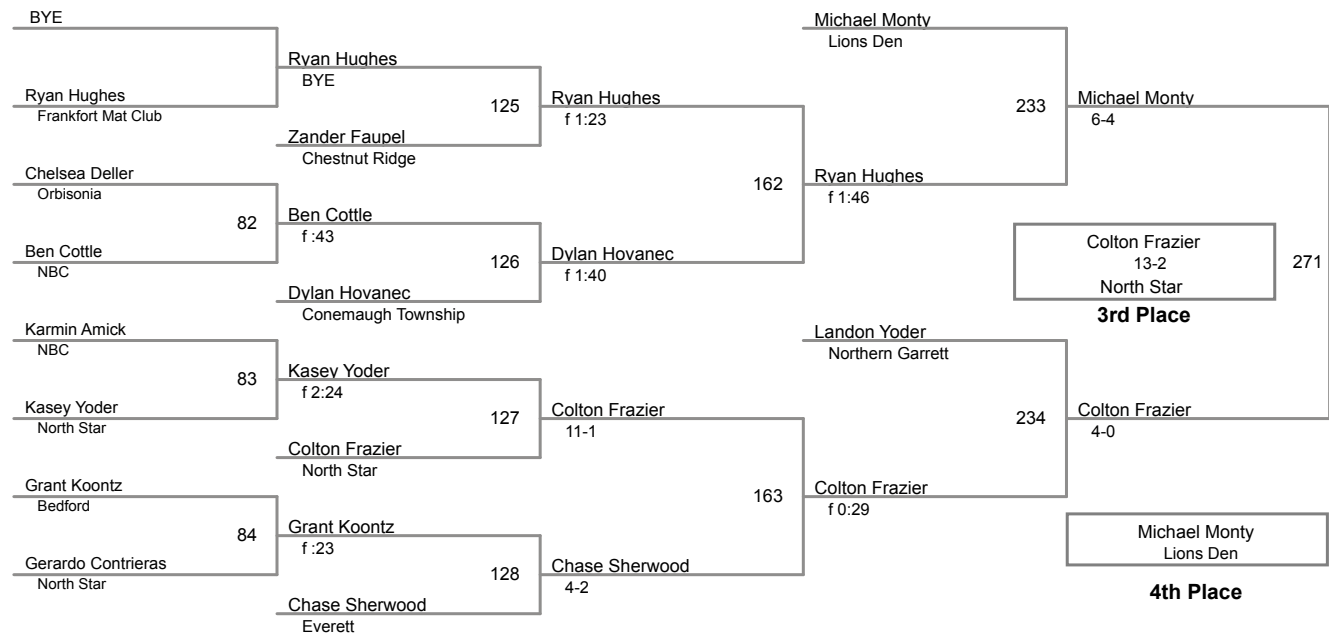 BYE
Ryan Hughes
Frankfort Mat Club
Chelsea Deller
Orbisonia
82
Ben Cottle
NBC
Karmin Amick
NBC
83
Kasey Yoder
North Star
Grant Koontz
Bedford
84
Gerardo Contrieras
North Star
Ryan Hughes
BYE
125
Zander Faupel
Chestnut Ridge
Ben Cottle
f :43
126
Dylan Hovanec
Conemaugh Township
Kasey Yoder
f 2:24
127
Colton Frazier
North Star
Grant Koontz
f :23
128
Chase Sherwood
Everett
Ryan Hughes
f 1:23
162
Dylan Hovanec
f 1:40
Colton Frazier
11-1
163
Chase Sherwood
4-2
Michael Monty
Lions Den
233
Ryan Hughes
f 1:46
Landon Yoder
Northern Garrett
234
Colton Frazier
f 0:29
Michael Monty
6-4
Colton Frazier
13-2
North Star
271
3rd Place
Colton Frazier
4-0
Michael Monty
Lions Den
4th Place